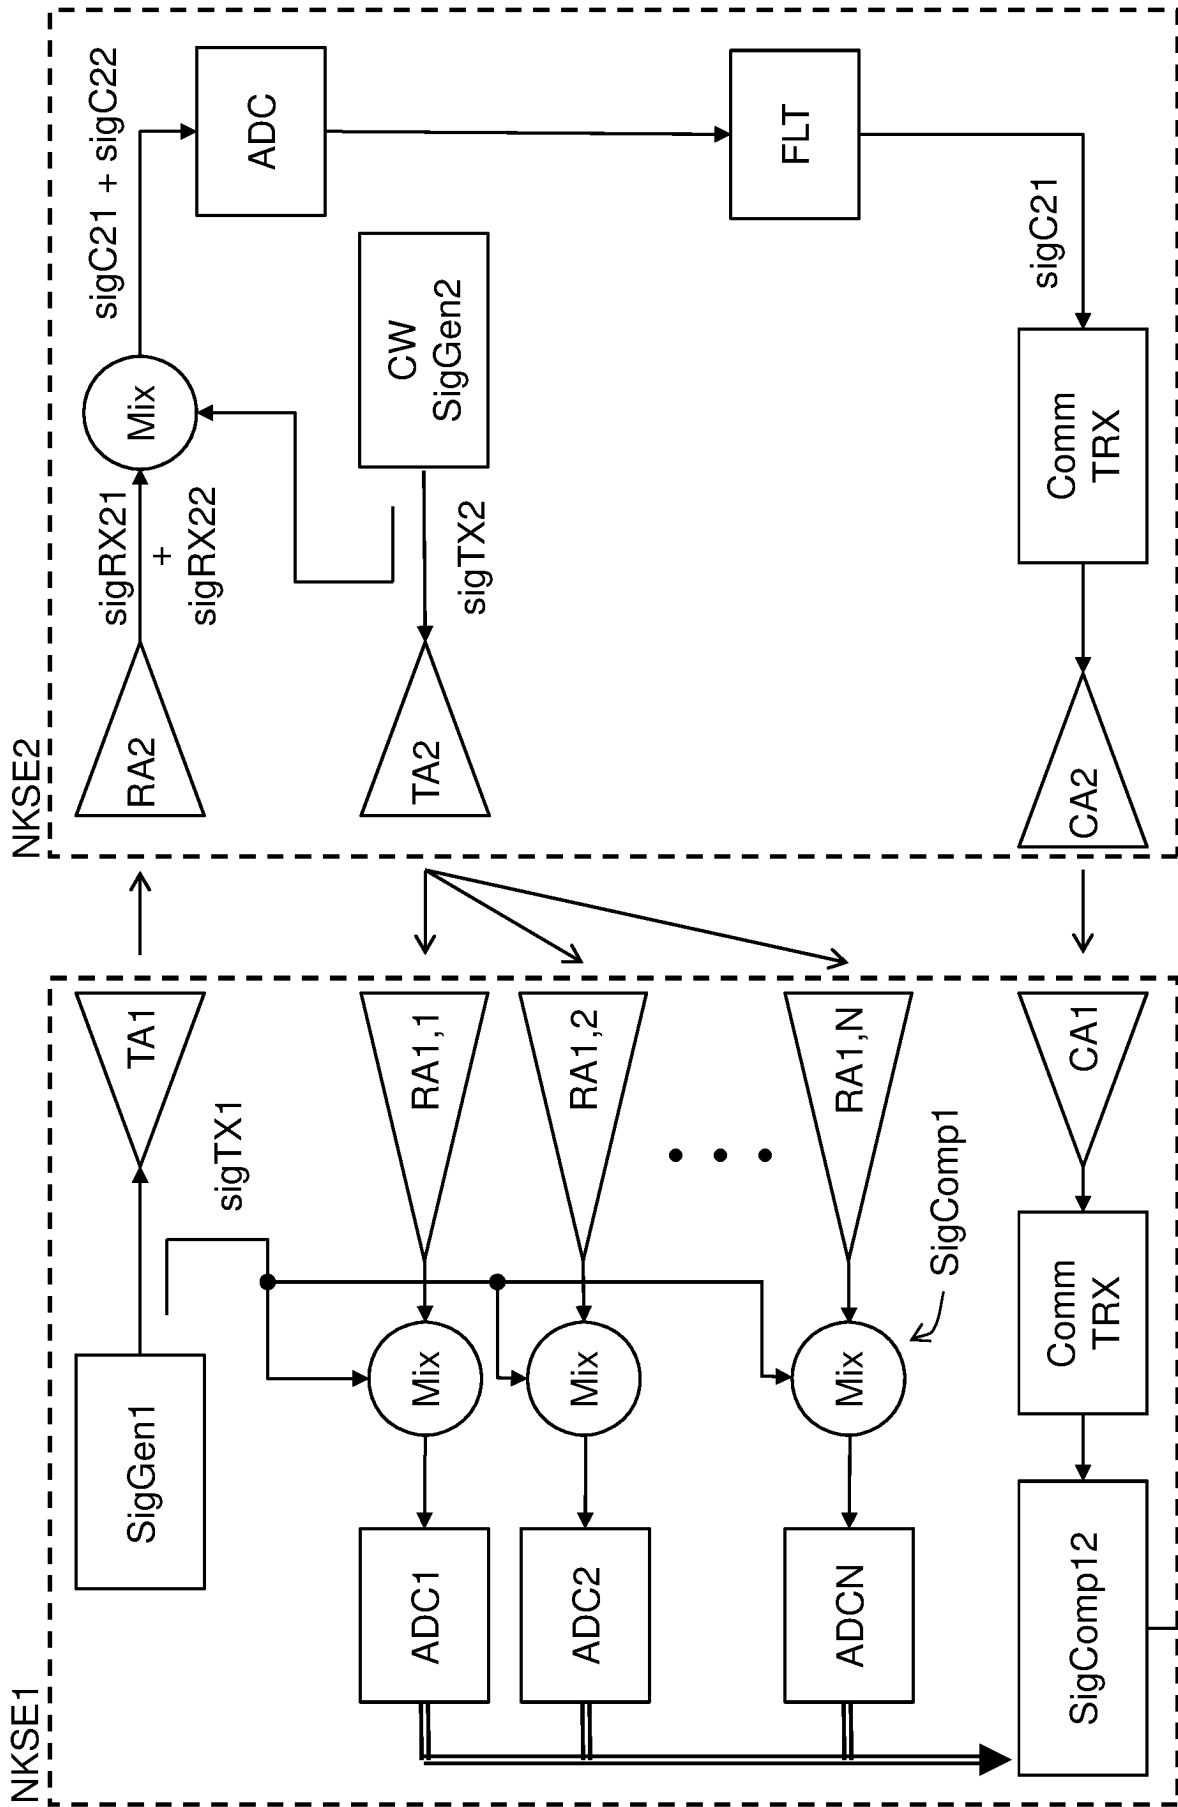 NKSE1
NKSE2
SigGen1
TA1
sigTX1
RA2
sigRX21
+
sigRX22
Mix
sigC21 + sigC22
ADC
ADC1
Mix
RA1,1
TA2
sigTX2
CW
SigGen2
ADC2
Mix
RA1,2
ADCN
Mix
RA1,N
SigComp1
FLT
sigC21
SigComp12
Comm
TRX
CA1
CA2
Comm
TRX